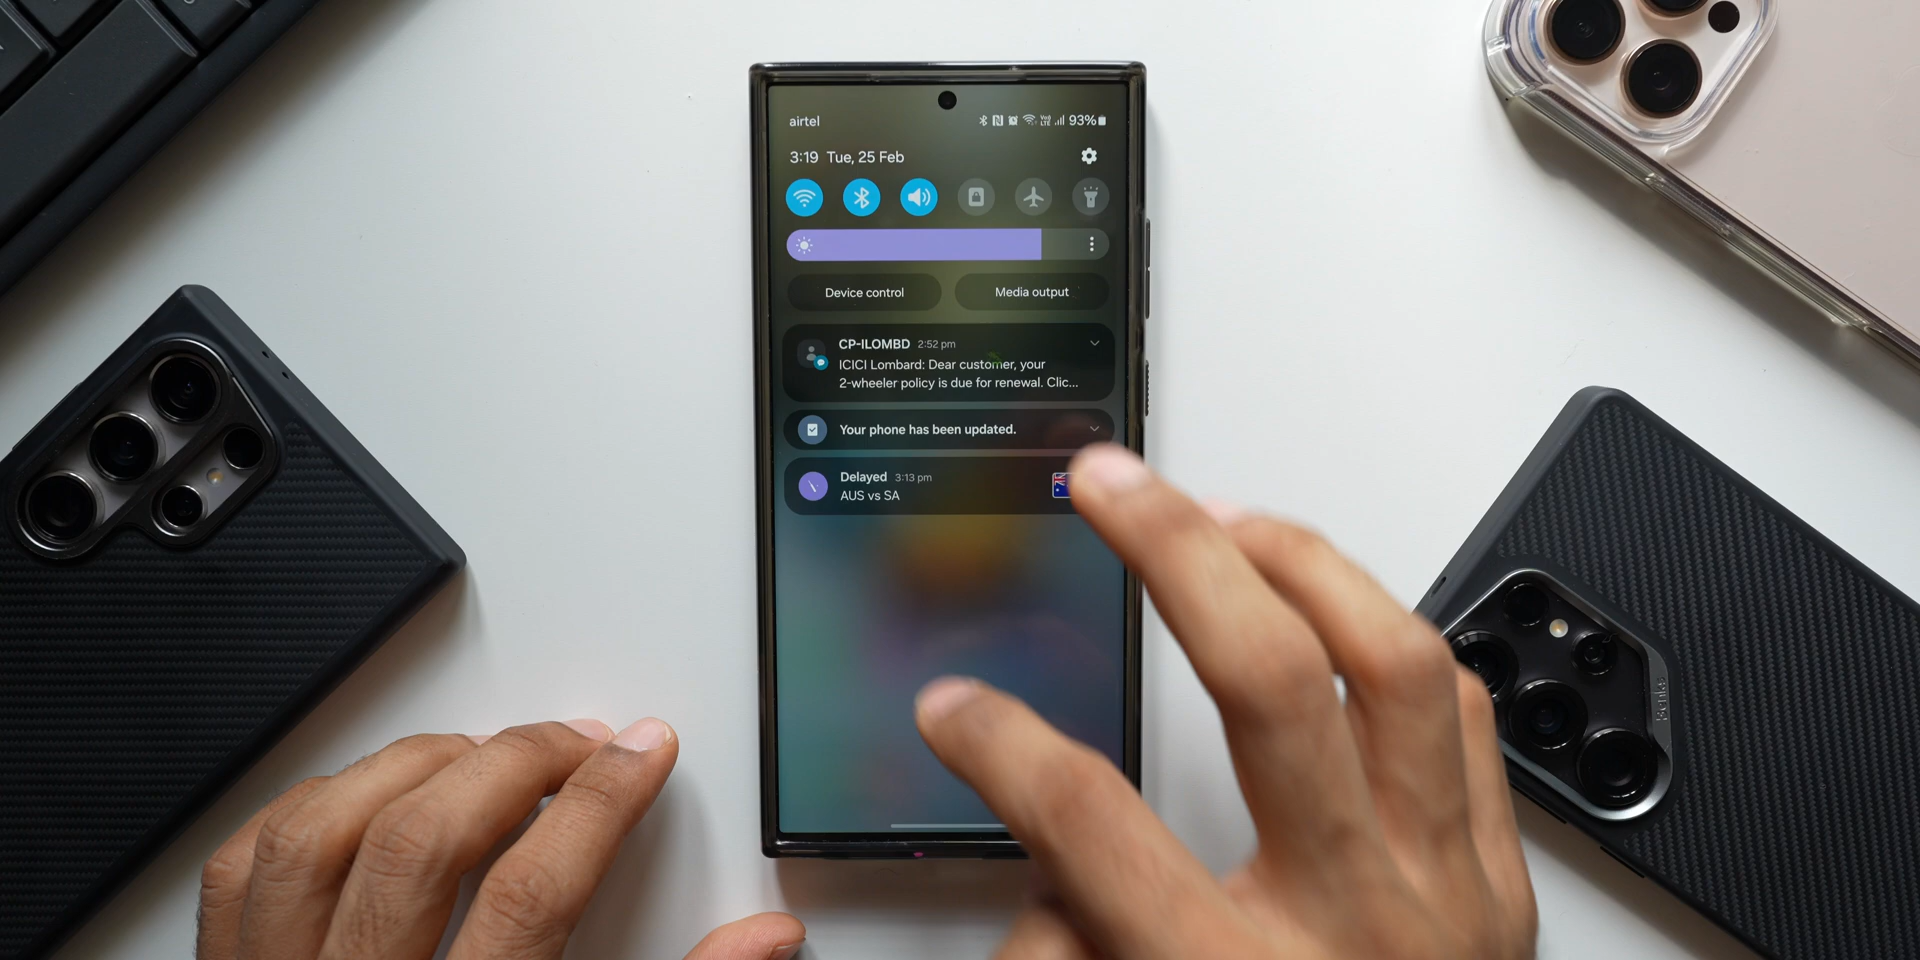 airtel
93%
3:19 Tue, 25 Feb
Device control
Media output
CP-ILOMBD 2:52 pm
ICICI Lombard: Dear customer, your
2-wheeler policy is due for renewal. Clic...
Your phone has been updated.
Delayed 3:13 pm
AUS vs SA
Benks